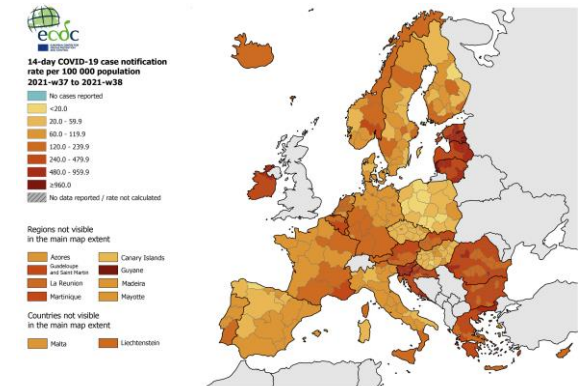 ecdc
14-day COVID-19 case notification
rate per 100 000 population
2021-w37 to 2021-w38
No cases reported
<20.0
20.0 - 59.9
60.0 - 119.9
120.0 - 239.9
240.0 - 479.9
480.0 - 959.9
≥960.0
No data reported / rate not calculated
Regions not visible
in the main map extent
Azores
Canary Islands
Guadeloupe
and Saint Martin
Guyane
La Reunion
Madeira
Martinique
Mayotte
Countries not visible
in the main map extent
Malta
Liechtenstein